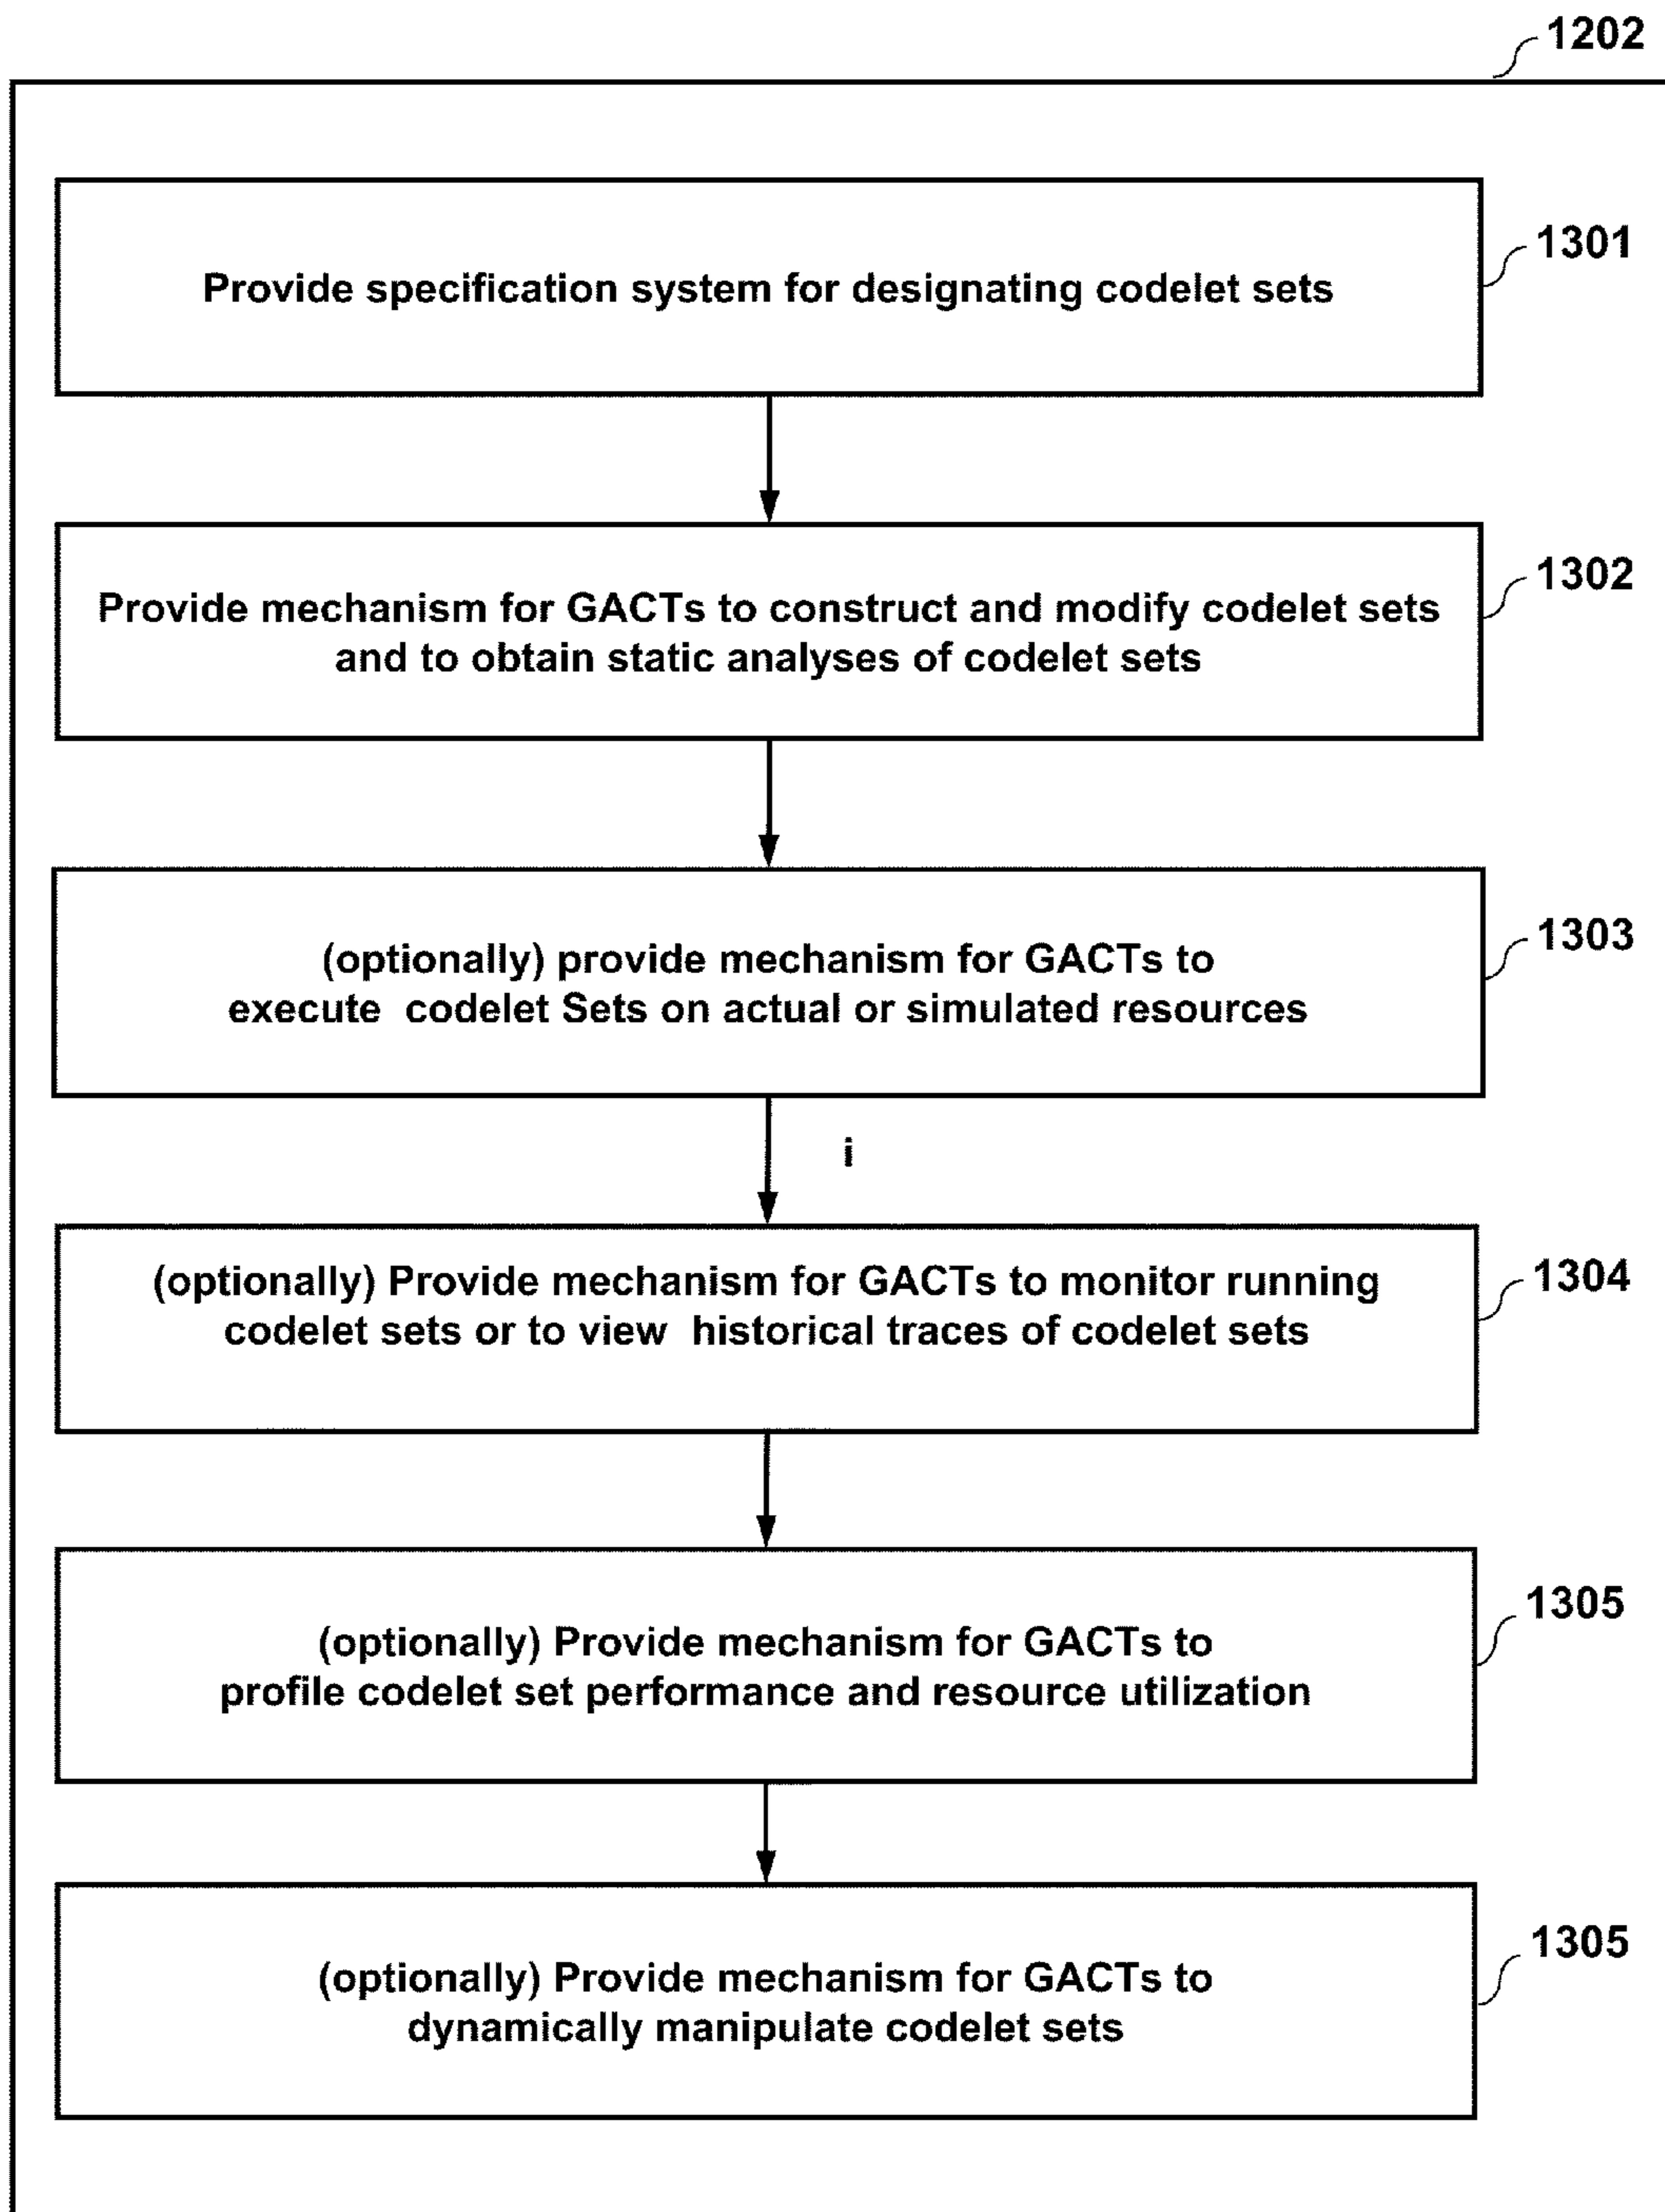 1202
1301
Provide specification system for designating codelet sets
1302
Provide mechanism for GACTs to construct and modify codelet sets
and to obtain static analyses of codelet sets
1303
(optionally) provide mechanism for GACTs to
execute codelet Sets on actual or simulated resources
i
1304
(optionally) Provide mechanism for GACTs to monitor running
codelet sets or to view historical traces of codelet sets
1305
(optionally) Provide mechanism for GACTs to
profile codelet set performance and resource utilization
1305
(optionally) Provide mechanism for GACTs to
dynamically manipulate codelet sets